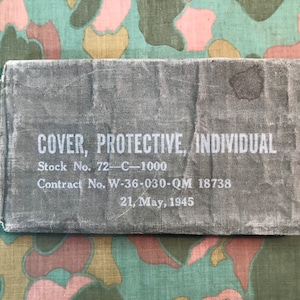 COVER, PROTECTIVE, INDIVIDUAL
Stock No. 72—C—1000
Contract No. W-36-030-QM 18738
21, May, 1945